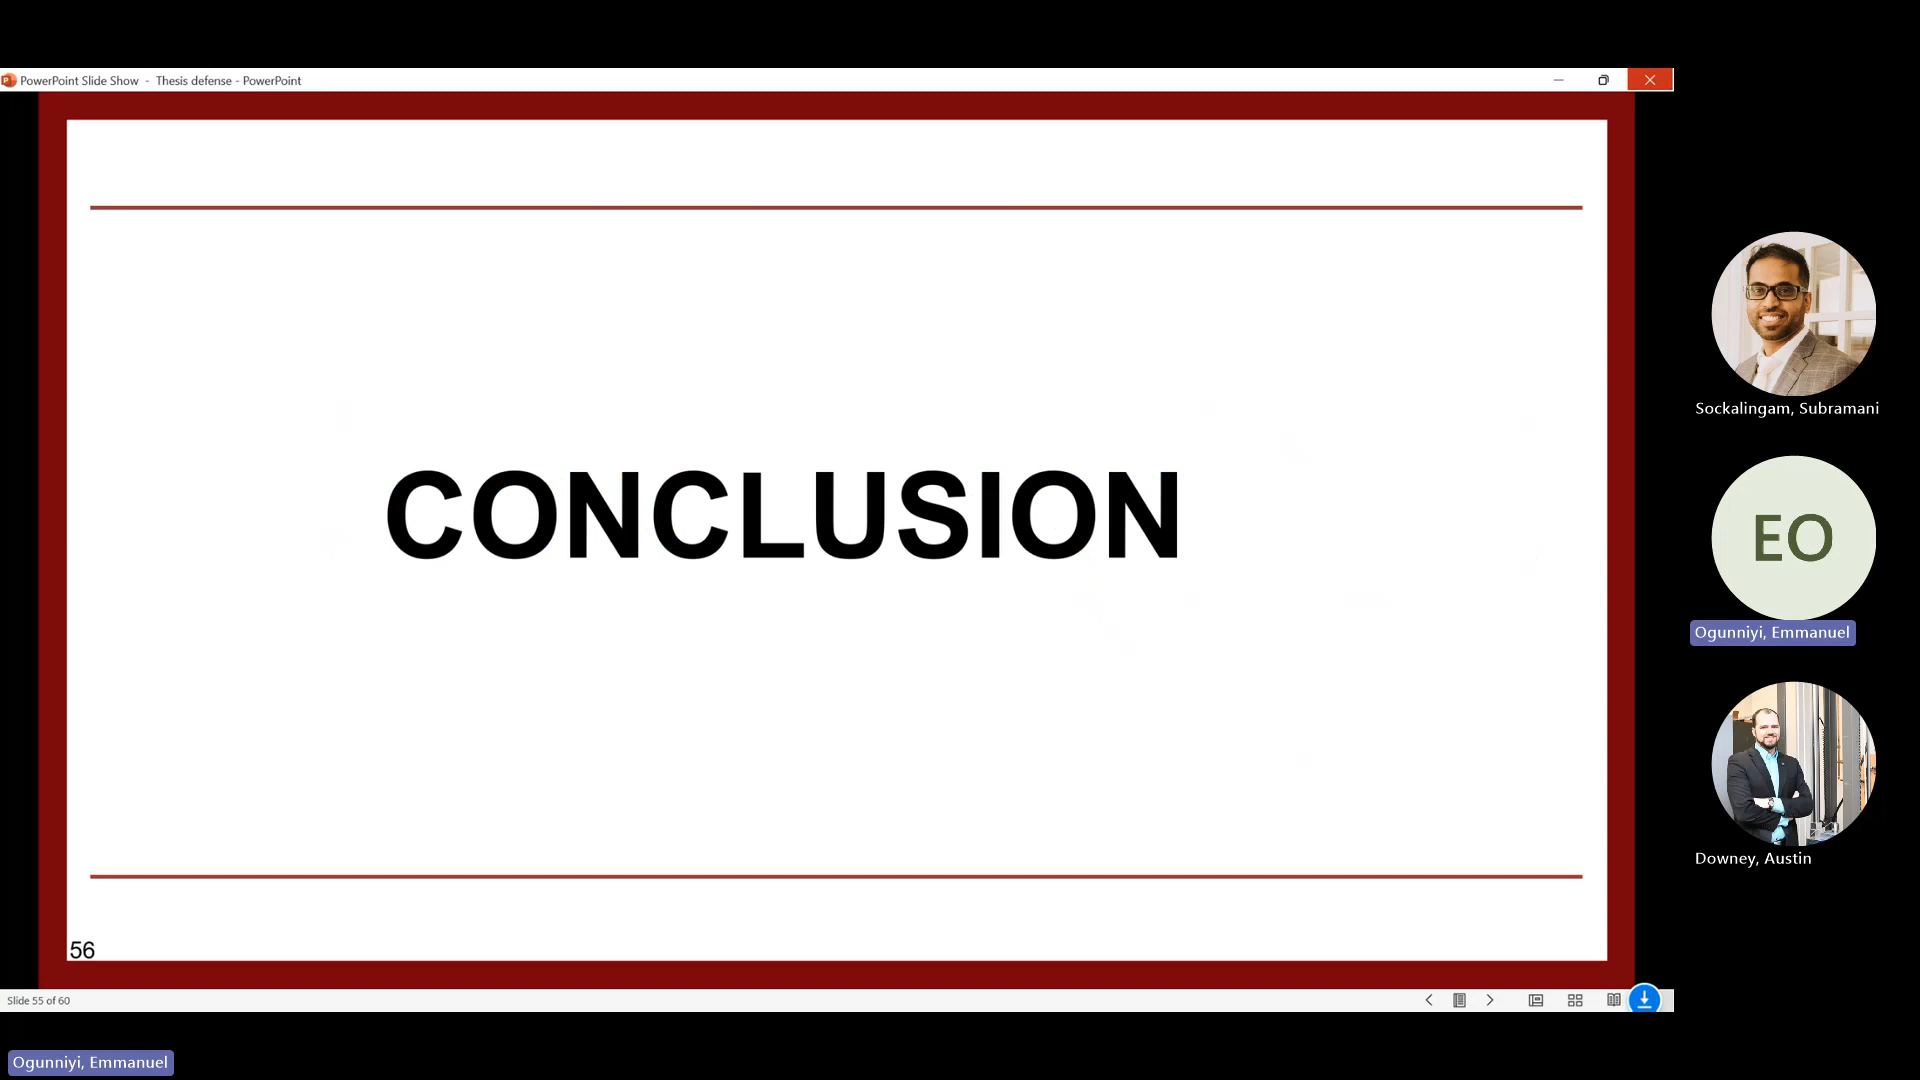 PowerPoint Slide Show - Thesis defense - PowerPoint
CONCLUSION
56
Slide 55 of 60
Sockalingam, Subramani
EO
Ogunniyi, Emmanuel
Downey, Austin
Ogunniyi, Emmanuel